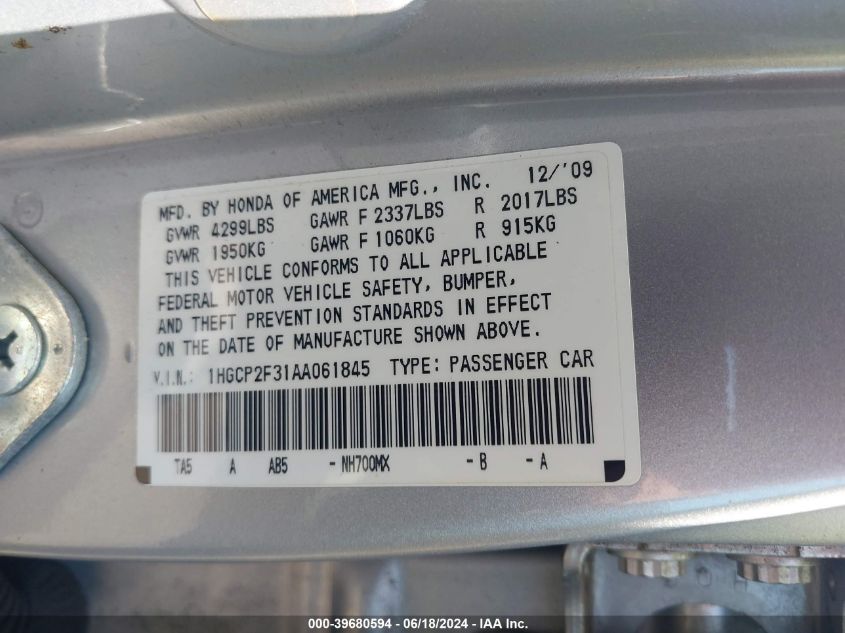 MFD. BY HONDA OF AMERICA MFG., INC. 12/'09
GVWR 4299LBS GAWR F 2337LBS R 2017LBS
GVWR 1950KG GAWR F 1060KG R 915KG
THIS VEHICLE CONFORMS TO ALL APPLICABLE
FEDERAL MOTOR VEHICLE SAFETY, BUMPER,
AND THEFT PREVENTION STANDARDS IN EFFECT
ON THE DATE OF MANUFACTURE SHOWN ABOVE.
V.I.N.: 1HGCP2F31AA061845 TYPE: PASSENGER CAR
TA5 A AB5 -NH700MX -B -A
000-39680594 / 06/18/2024 - IAA Inc.